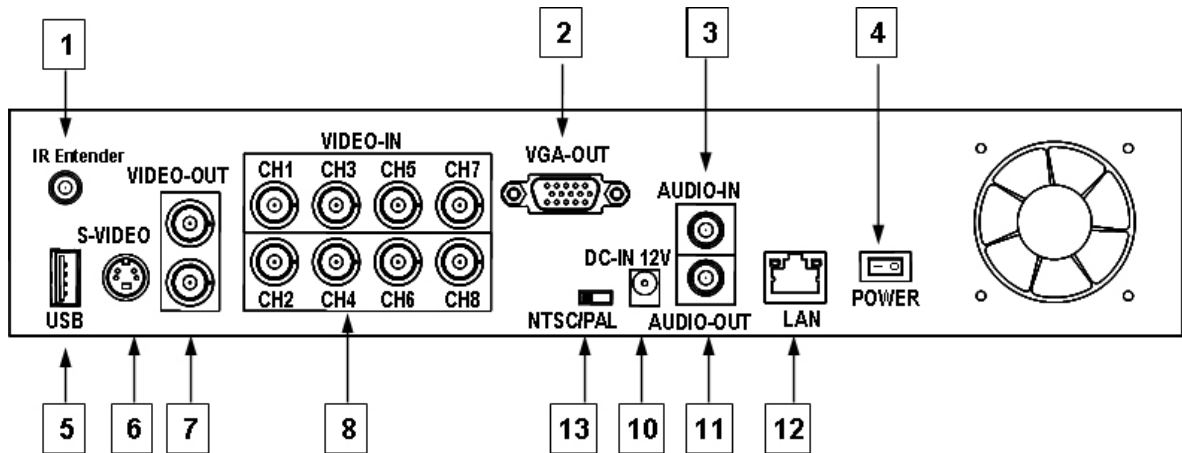 1
2
3
4
IR Entender
VIDEO-OUT
VIDEO-IN
CH1 CH3 CH5 CH7
CH2 CH4 CH6 CH8
VGA-OUT
AUDIO-IN
S-VIDEO
DC-IN 12V
USB
NTSC/PAL
AUDIO-OUT
LAN
POWER
5
6
7
8
13
10
11
12